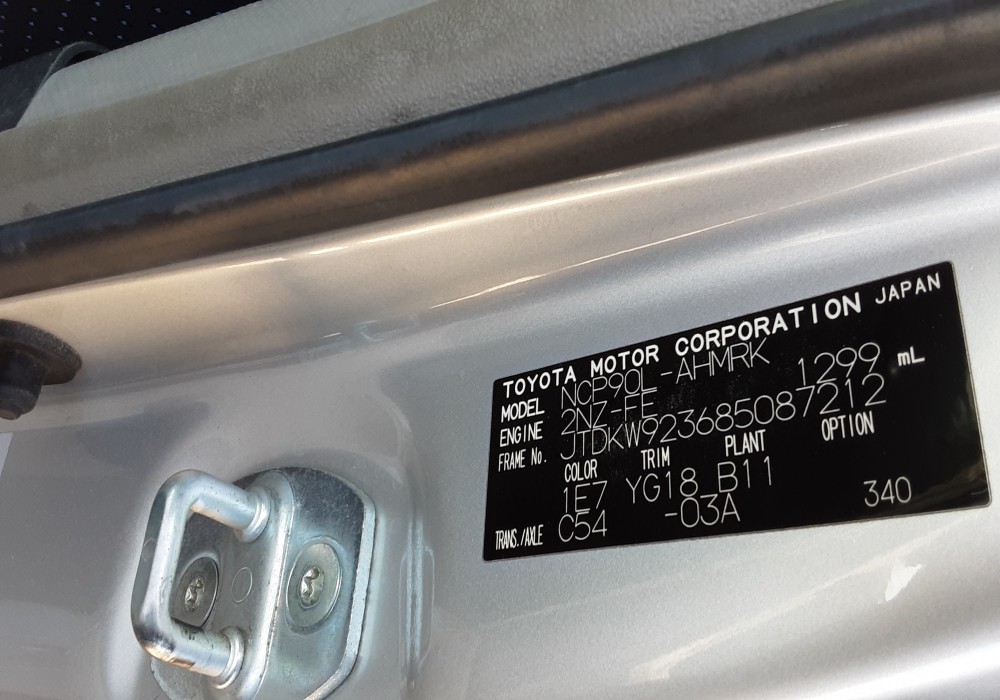 TOYOTA MOTOR CORPORATION JAPAN
MODEL NCP90L-AHMRK
ENGINE 2NZ-FE 1299 mL
FRAME No. JTDKW923685087212
COLOR TRIM PLANT OPTION
1E7 YG18 B11
TRANS./AXLE C54 -03A 340